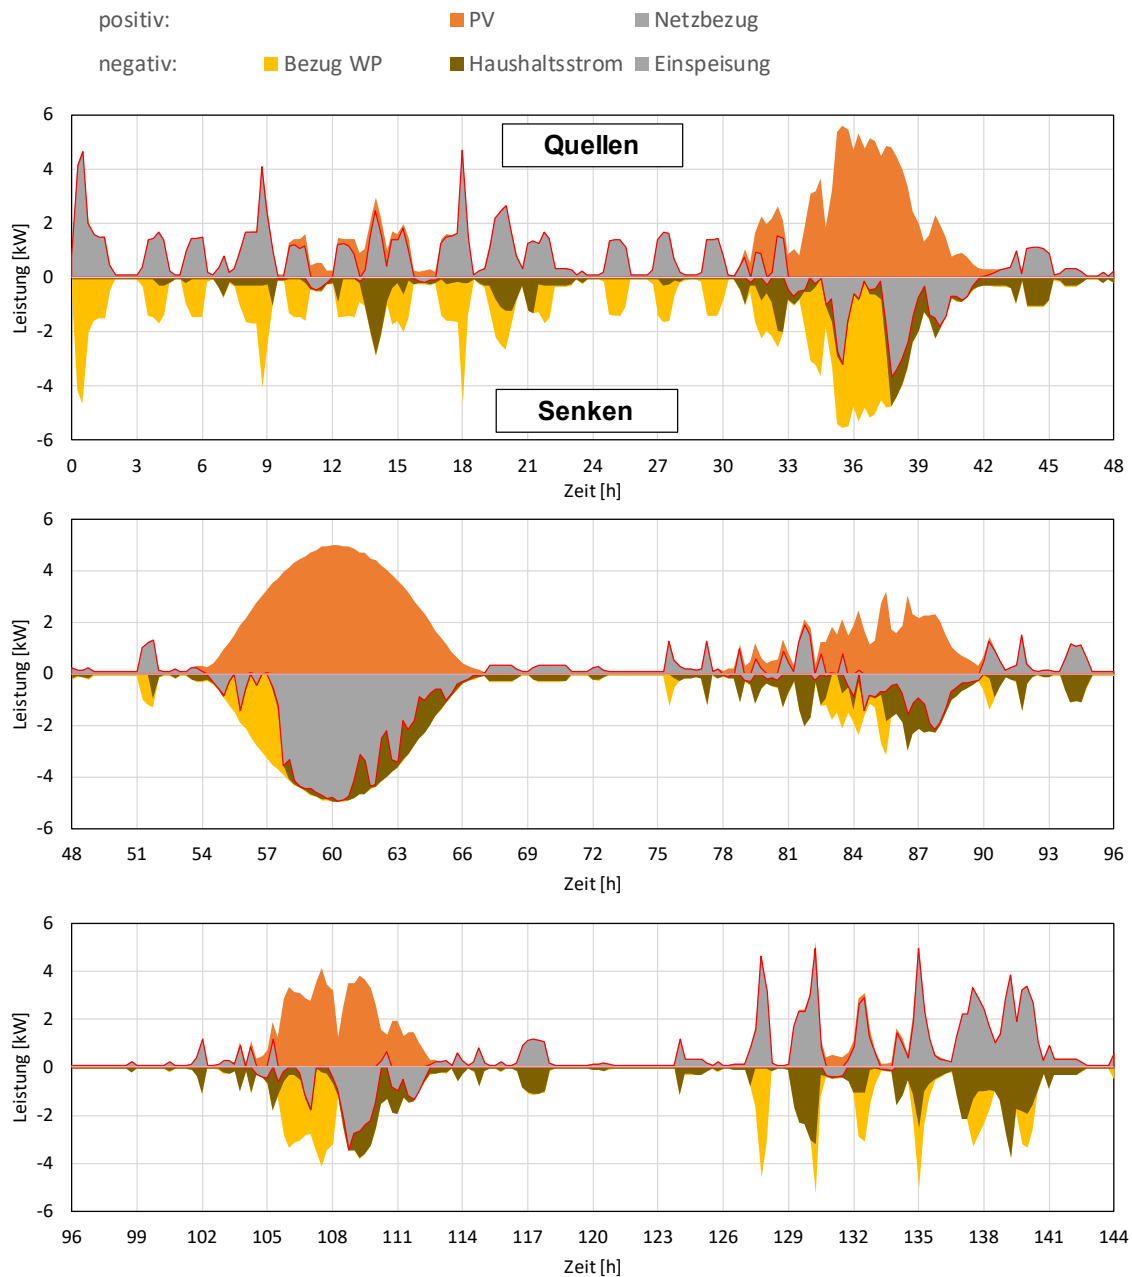 positiv: PV Netzbezug
negativ: Bezug WP Haushaltsstrom Einspeisung
6
4
2
0
-2
-4
-6
Leistung [kW]
Quellen
Senken
0 3 6 9 12 15 18 21 24 27 30 33 36 39 42 45 48
Zeit [h]
6
4
2
0
-2
-4
-6
Leistung [kW]
48 51 54 57 60 63 66 69 72 75 78 81 84 87 90 93 96
Zeit [h]
6
4
2
0
-2
-4
-6
Leistung [kW]
96 99 102 105 108 111 114 117 120 123 126 129 132 135 138 141 144
Zeit [h]